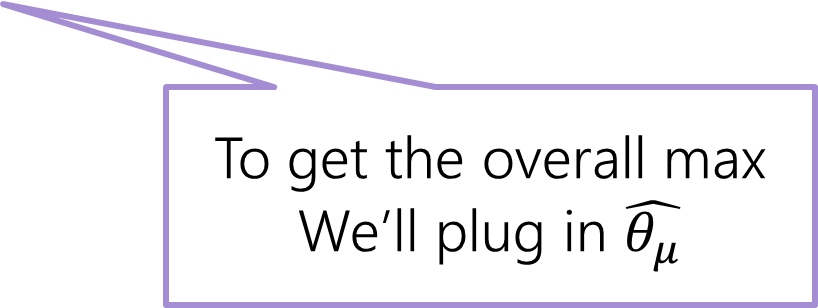 To get the overall max
We’ll plug in $\widehat{\theta_\mu}$